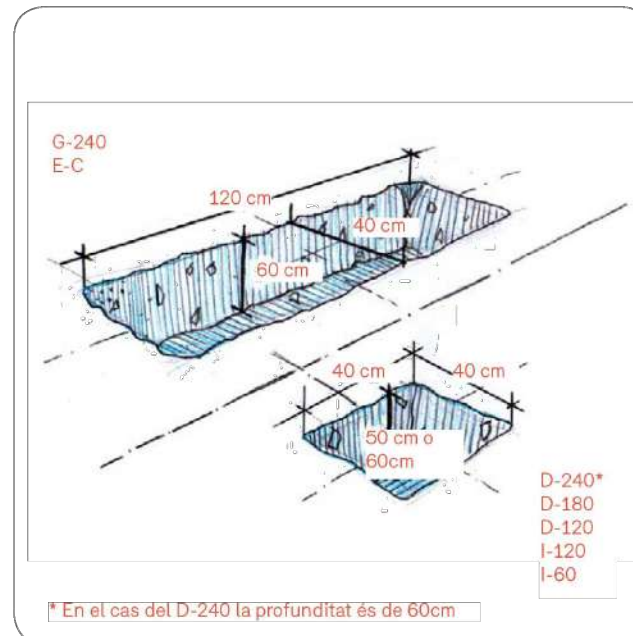 G-240
E-C
120 cm
40 cm
60 cm
40 cm
40 cm
50 cm o
60cm
D-240*
D-180
D-120
I-120
I-60
* En el cas del D-240 la profunditat és de 60cm